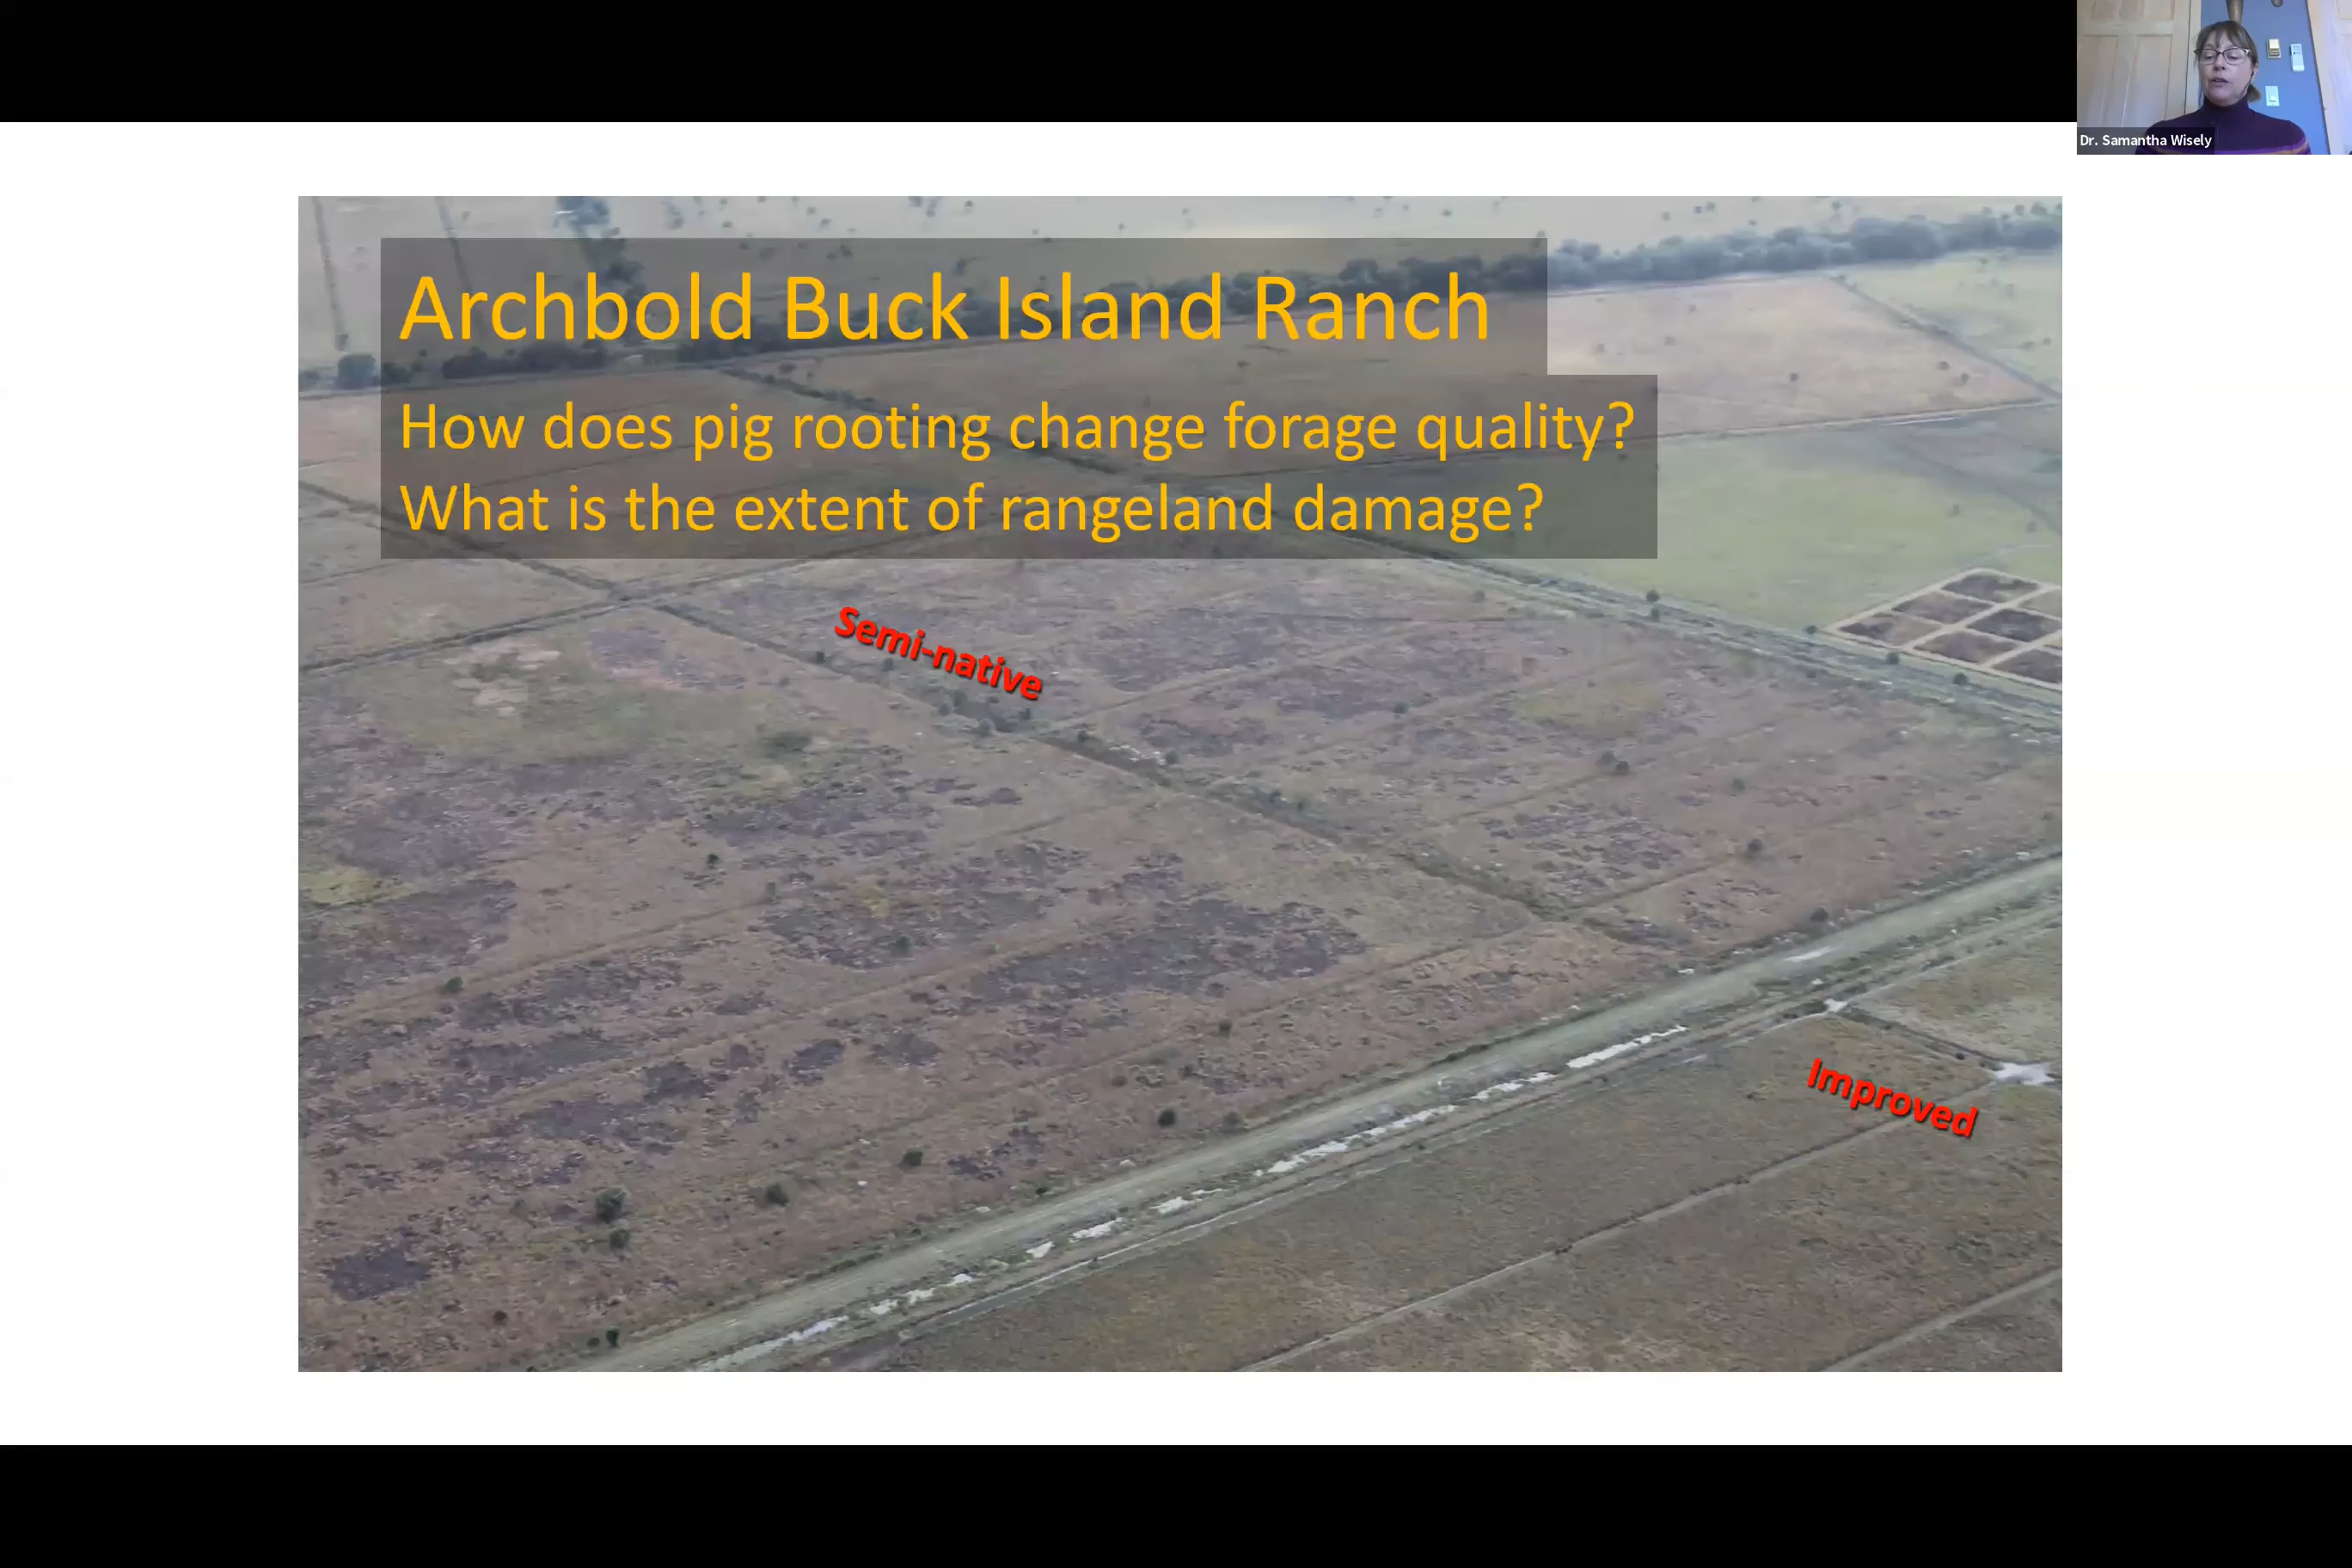 Dr. Samantha Wisely
Archbold Buck Island Ranch
How does pig rooting change forage quality?
What is the extent of rangeland damage?
Semi-native
Improved